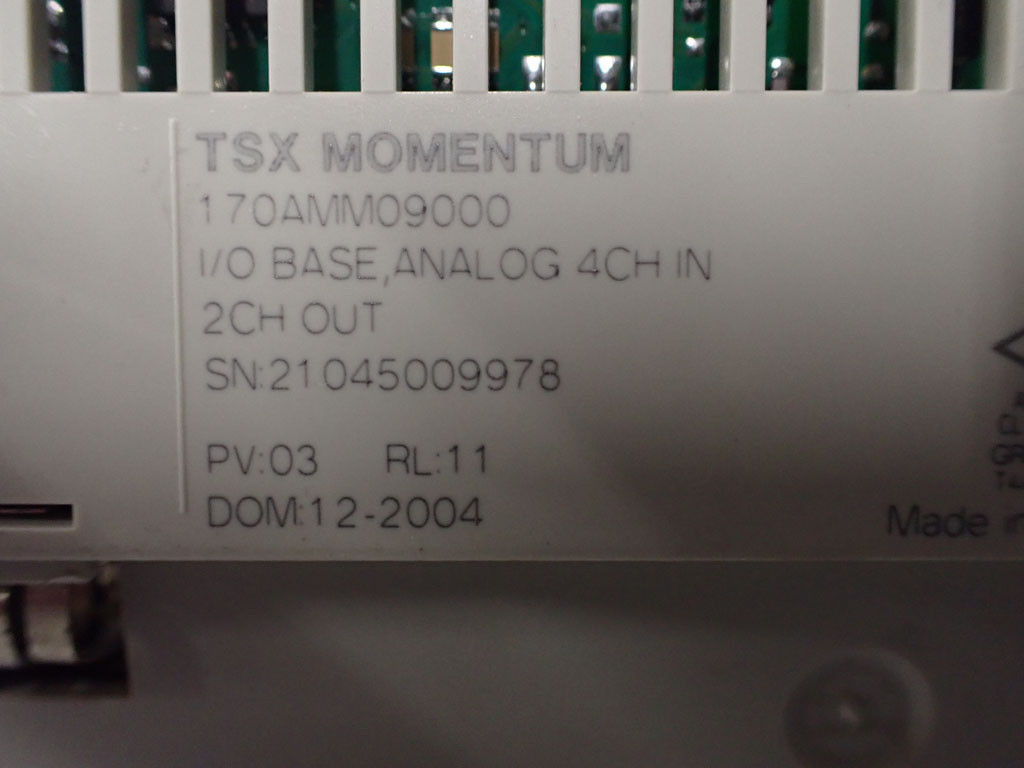 TSX MOMENTUM
170AMM09000
I/O BASE,ANALOG 4CH IN
2CH OUT
SN:21045009978
PV:03 RL:11
DOM:12-2004
Made